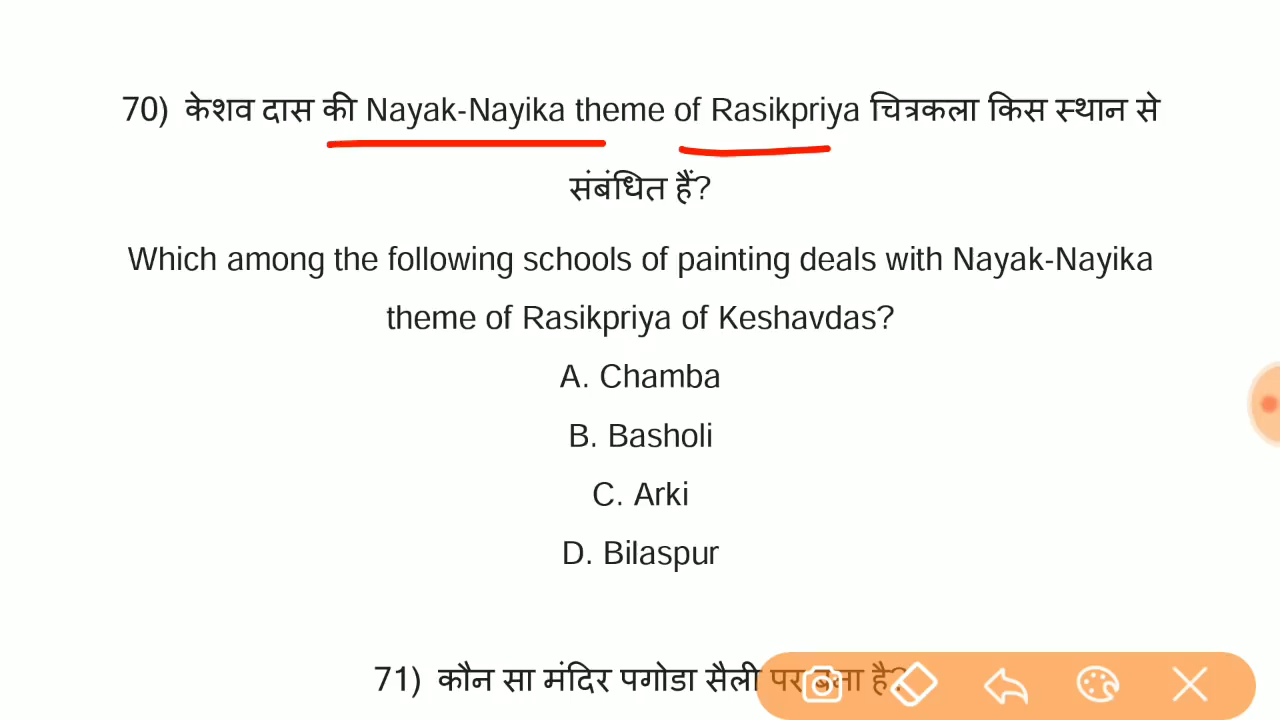 70) केशव दास की Nayak-Nayika theme of Rasikpriya चित्रकला किस स्थान से
संबंधित हैं?
Which among the following schools of painting deals with Nayak-Nayika
theme of Rasikpriya of Keshavdas?
A. Chamba
B. Basholi
C. Arki
D. Bilaspur
71) कौन सा मंदिर पगोडा सैली पर बना है?